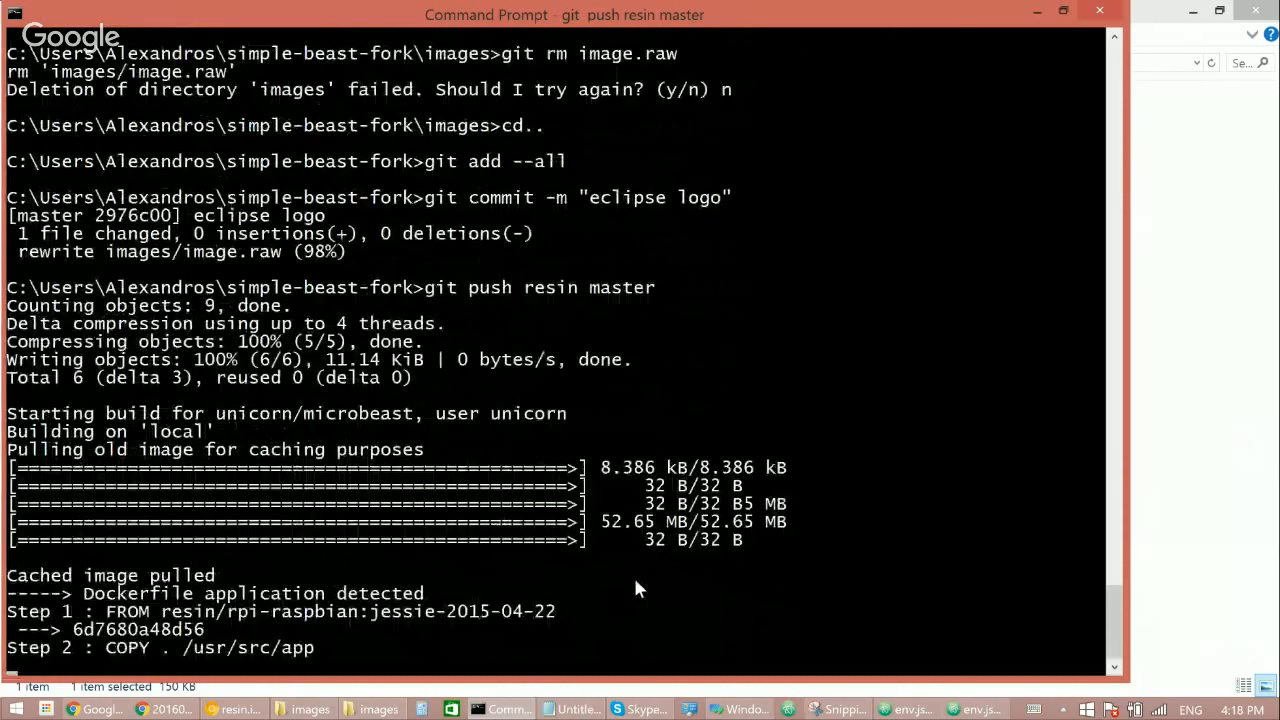 Command Prompt - git push resin master
Google
C:\Users\Alexandros\simple-beast-fork\images>git rm image.raw
rm 'images/image.raw'
Deletion of directory 'images' failed. Should I try again? (y/n) n
C:\Users\Alexandros\simple-beast-fork\images>cd..
C:\Users\Alexandros\simple-beast-fork>git add --all
C:\Users\Alexandros\simple-beast-fork>git commit -m "eclipse logo"
[master 2976c00] eclipse logo
1 file changed, 0 insertions(+), 0 deletions(-)
rewrite images/image.raw (98%)
C:\Users\Alexandros\simple-beast-fork>git push resin master
Counting objects: 9, done.
Delta compression using up to 4 threads.
Compressing objects: 100% (5/5), done.
Writing objects: 100% (6/6), 11.14 KiB | 0 bytes/s, done.
Total 6 (delta 3), reused 0 (delta 0)
Starting build for unicorn/microbeast, user unicorn
Building on 'local'
Pulling old image for caching purposes
[==================================================>] 8.386 kB/8.386 kB
[==================================================>] 32 B/32 B
[==================================================>] 32 B/32 B5 MB
[==================================================>] 52.65 MB/52.65 MB
[==================================================>] 32 B/32 B
Cached image pulled
-----> Dockerfile application detected
Step 1 : FROM resin/rpi-raspbian:jessie-2015-04-22
---> 6d7680a48d56
Step 2 : COPY . /usr/src/app
Se...
1 item 1 item selected 150 KB
Googl... 20160... resin.i... images images Comm... Untitle... Skype... Windo... Snippi... env.js... env.js... ENG 4:18 PM